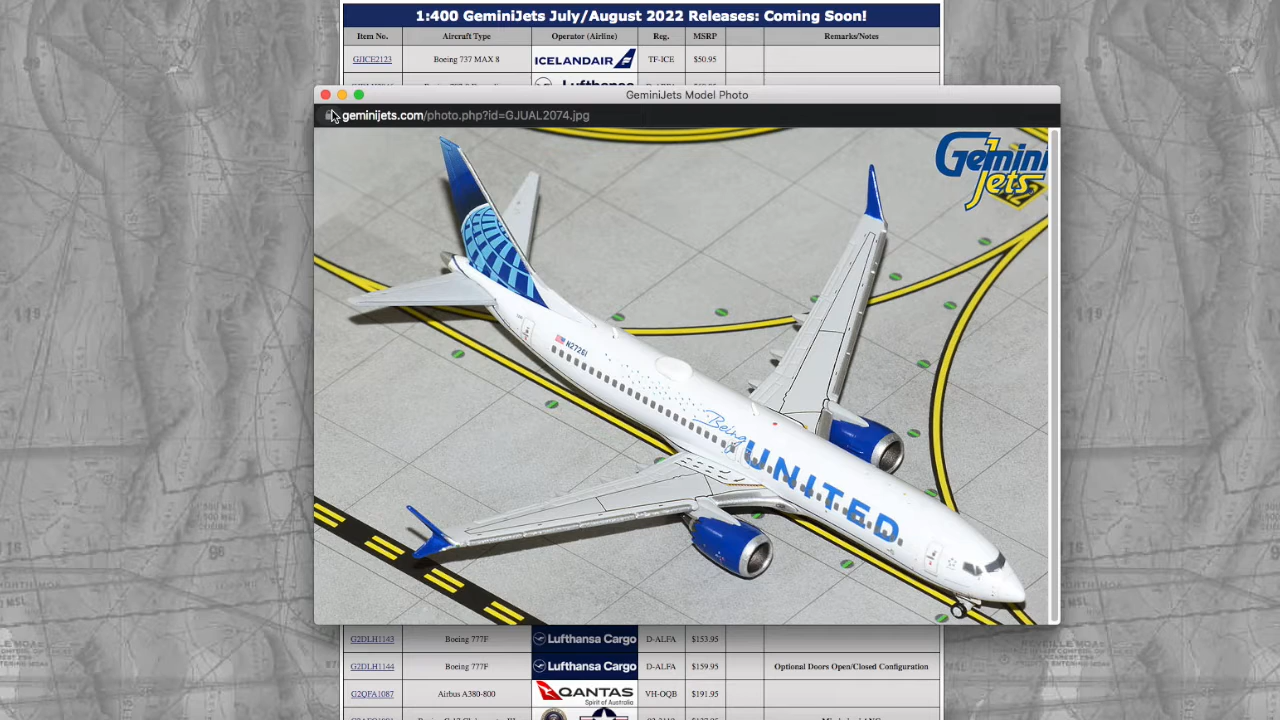 1:400 GeminiJets July/August 2022 Releases: Coming Soon!
Item No. Aircraft Type Operator (Airline) Reg. MSRP Remarks/Notes
GJICE2123 Boeing 737 MAX 8 ICELANDAIR TF-ICE $50.95
GeminiJets Model Photo
geminijets.com/photo.php?id=GJUAL2074.jpg
Gemini
Jets
N27261
Being
UNITED
G2DLH1143 Boeing 777F Lufthansa Cargo D-ALFA $153.95
G2DLH1144 Boeing 777F Lufthansa Cargo D-ALFA $159.95 Optional Doors Open/Closed Configuration
G2QFA1087 Airbus A380-800 QANTAS VH-OQB $191.95
Spirit of Australia